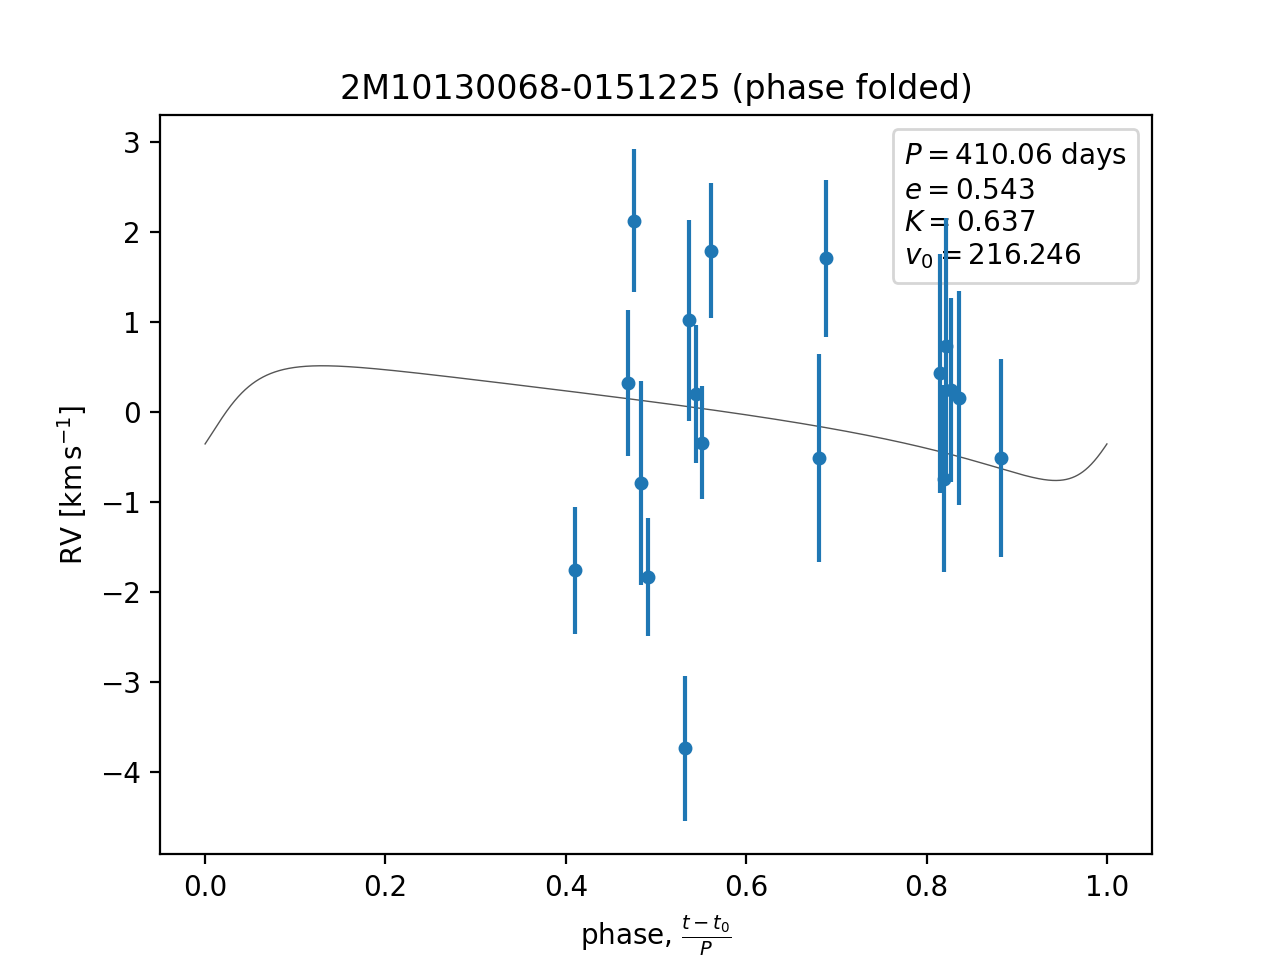 2M10130068-0151225 (phase folded)
P = 410.06 days
e = 0.543
K = 0.637
v₀ = 216.246
3
2
1
0
−1
−2
−3
−4
RV [km s⁻¹]
0.0 0.2 0.4 0.6 0.8 1.0
phase, (t − t₀)/P